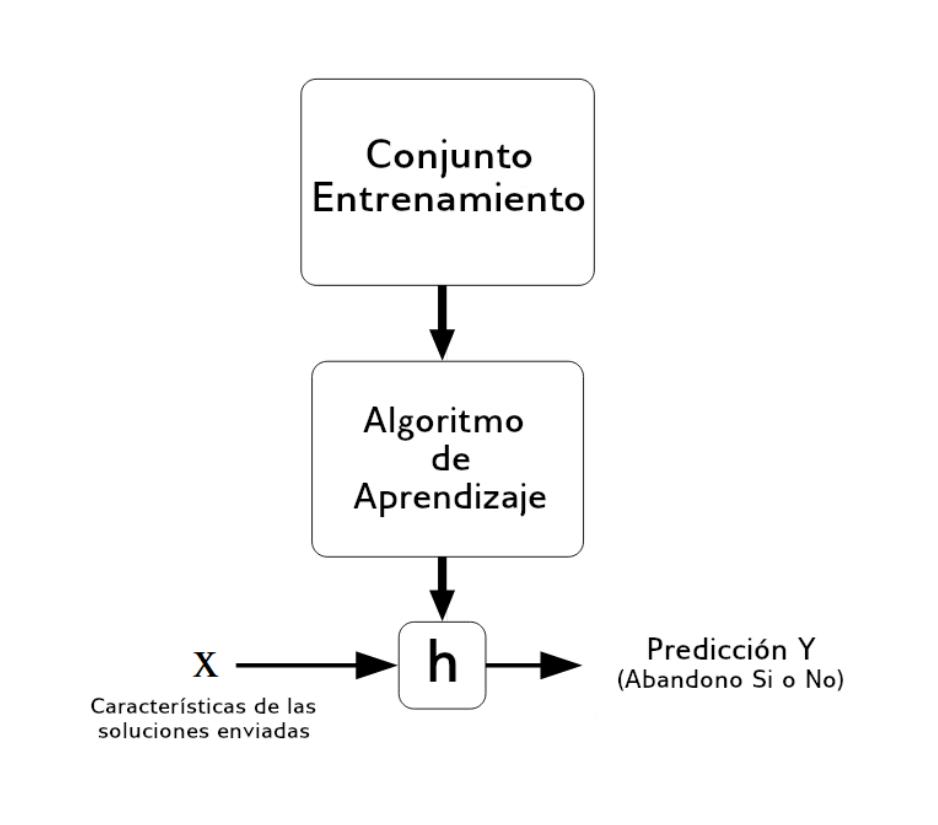 Conjunto
Entrenamiento
Algoritmo
de
Aprendizaje
h
X
Características de las
soluciones enviadas
Predicción Y
(Abandono Si o No)